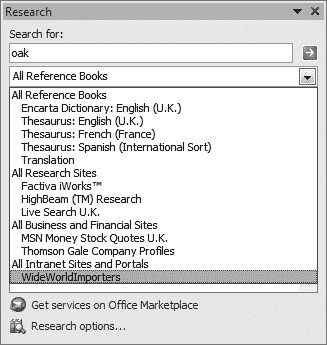 Research
Search for:
oak
All Reference Books
All Reference Books
Encarta Dictionary: English (U.K.)
Thesaurus: English (U.K.)
Thesaurus: French (France)
Thesaurus: Spanish (International Sort)
Translation
All Research Sites
Factiva iWorks™
HighBeam (TM) Research
Live Search U.K.
All Business and Financial Sites
MSN Money Stock Quotes U.K.
Thomson Gale Company Profiles
All Intranet Sites and Portals
WideWorldImporters
Get services on Office Marketplace
Research options...